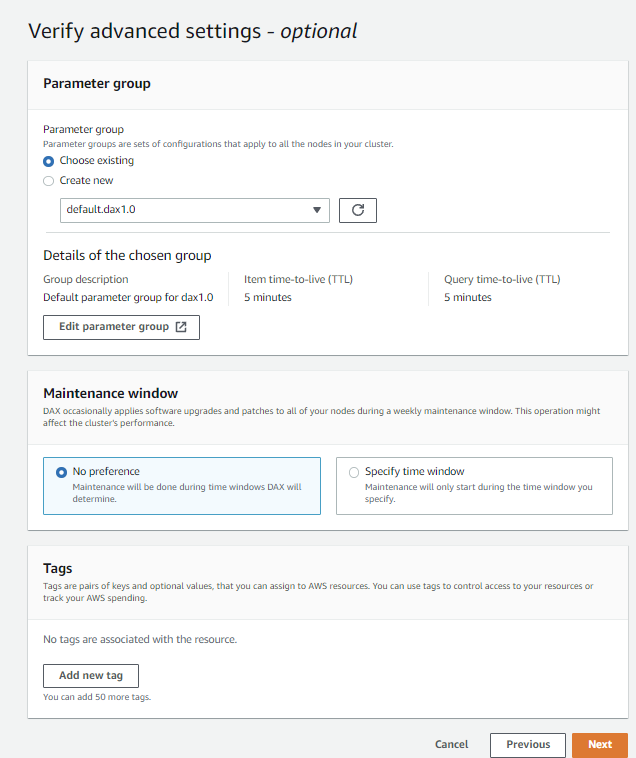 Verify advanced settings - optional
Parameter group
Parameter group
Parameter groups are sets of configurations that apply to all the nodes in your cluster.
Choose existing
Create new
default.dax1.0
Details of the chosen group
Group description
Default parameter group for dax1.0
Item time-to-live (TTL)
5 minutes
Query time-to-live (TTL)
5 minutes
Edit parameter group
Maintenance window
DAX occasionally applies software upgrades and patches to all of your nodes during a weekly maintenance window. This operation might
affect the cluster's performance.
No preference
Maintenance will be done during time windows DAX will
determine.
Specify time window
Maintenance will only start during the time window you
specify.
Tags
Tags are pairs of keys and optional values, that you can assign to AWS resources. You can use tags to control access to your resources or
track your AWS spending.
No tags are associated with the resource.
Add new tag
You can add 50 more tags.
Cancel
Previous
Next